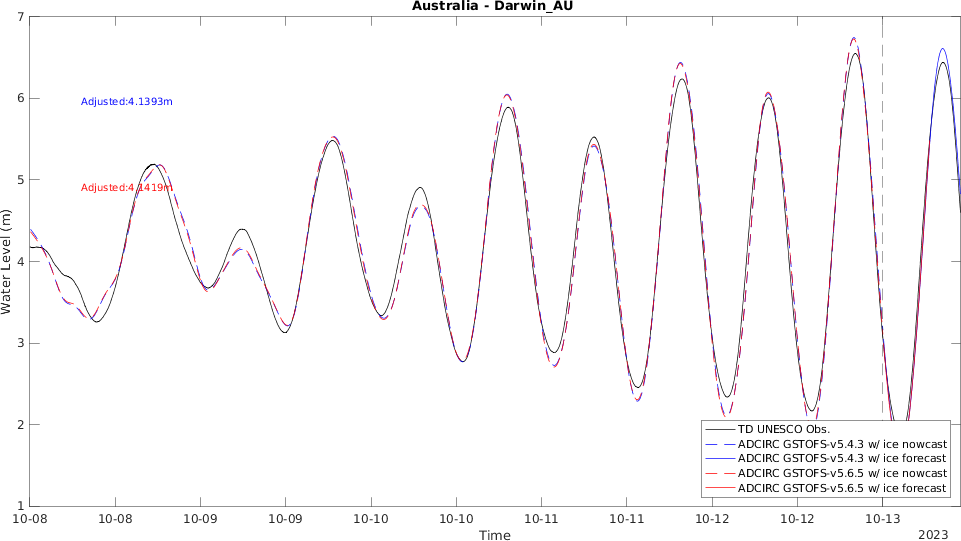 Australia - Darwin_AU
7
6
5
4
3
2
1
Water Level (m)
Adjusted:4.1393m
Adjusted:4.1419m
TD UNESCO Obs.
ADCIRC GSTOFS-v5.4.3 w/ ice nowcast
ADCIRC GSTOFS-v5.4.3 w/ ice forecast
ADCIRC GSTOFS-v5.6.5 w/ ice nowcast
ADCIRC GSTOFS-v5.6.5 w/ ice forecast
10-08 10-08 10-09 10-09 10-10 10-10 10-11 10-11 10-12 10-12 10-13
Time
2023